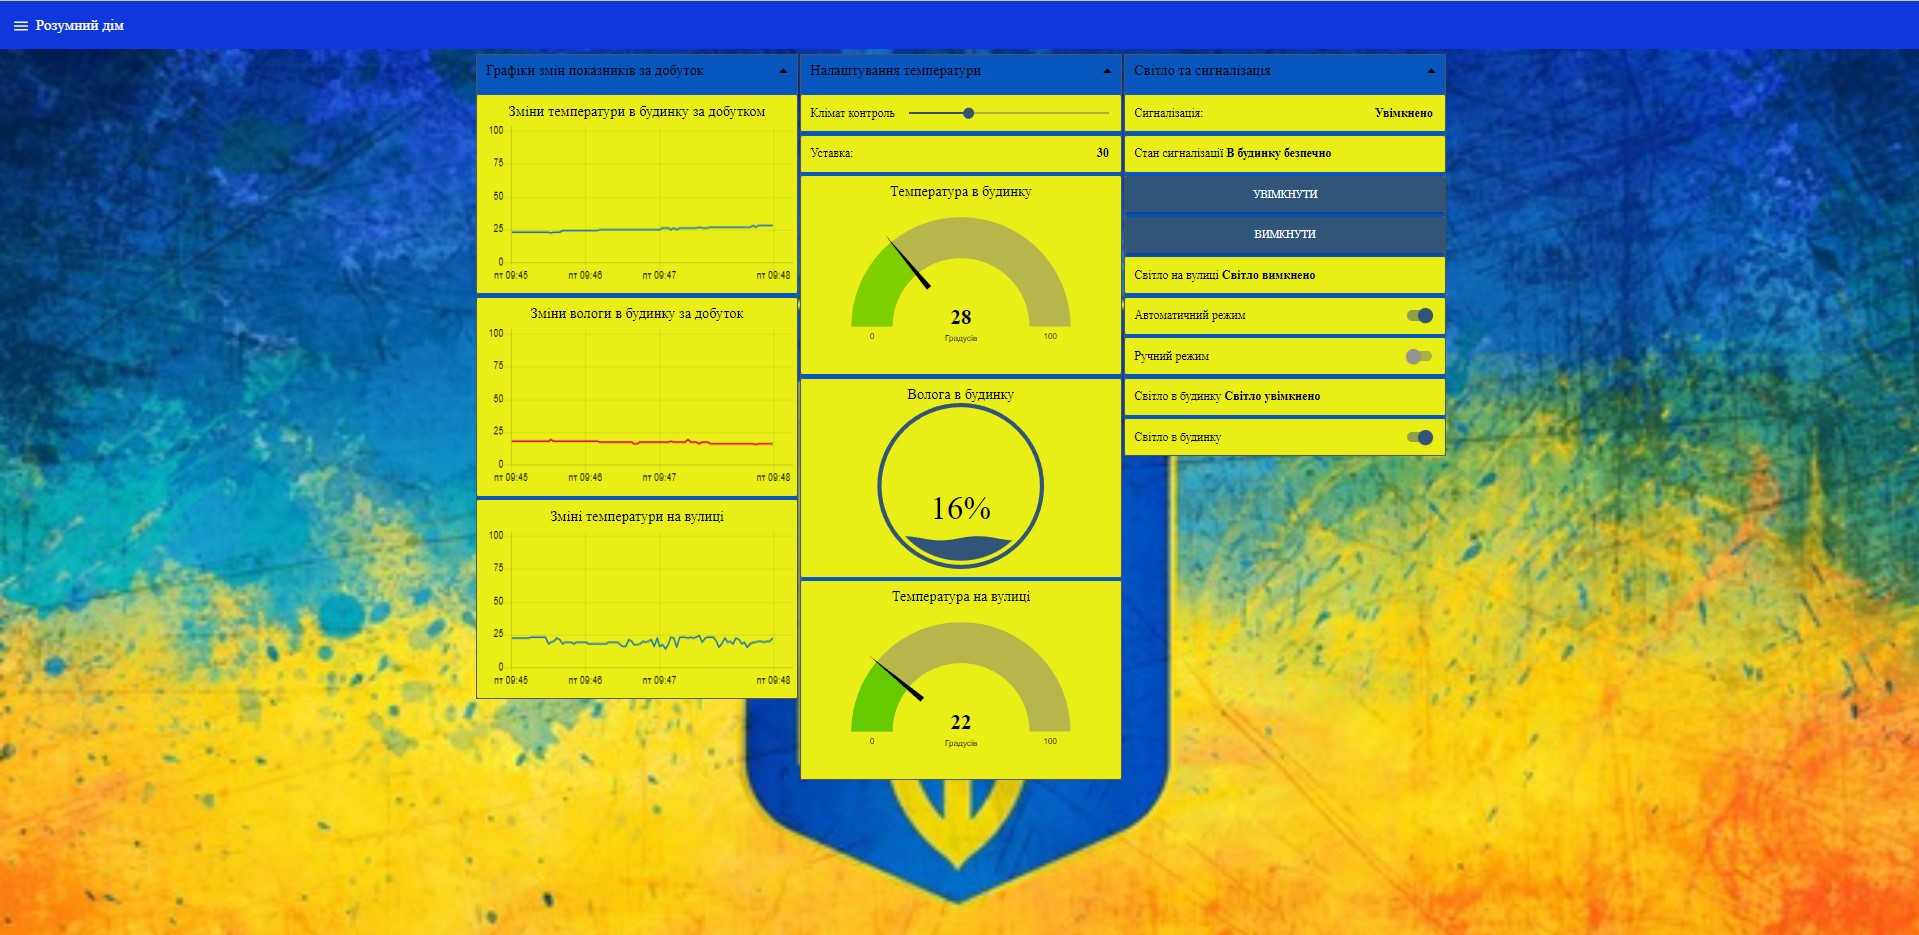 Розумний дім
Графіки змін показників за добуток
Зміни температури в будинку за добутком
100
75
50
25
0
пт 09:45 пт 09:46 пт 09:47 пт 09:48
Зміни вологи в будинку за добуток
100
75
50
25
0
пт 09:45 пт 09:46 пт 09:47 пт 09:48
Зміні температури на вулиці
100
75
50
25
0
пт 09:45 пт 09:46 пт 09:47 пт 09:48
Налаштування температури
Клімат контроль
Уставка: 30
Температура в будинку
28
0 Градусів 100
Волога в будинку
16%
Температура на вулиці
22
0 Градусів 100
Світло та сигналізація
Сигналізація: Увімкнено
Стан сигналізації В будинку безпечно
УВІМКНУТИ
ВИМКНУТИ
Світло на вулиці Світло вимкнено
Автоматичний режим
Ручний режим
Світло в будинку Світло увімкнено
Світло в будинку